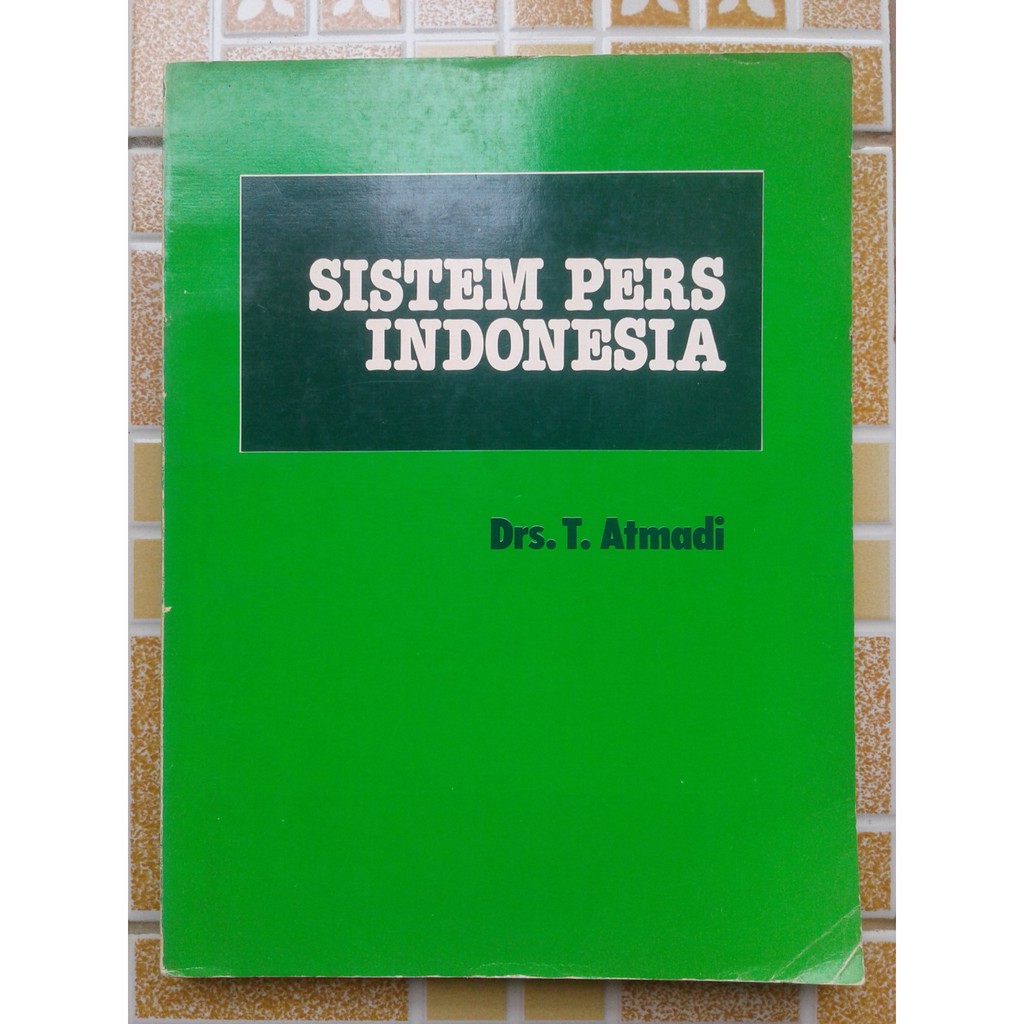 SISTEM PERS
INDONESIA
Drs. T. Atmadi